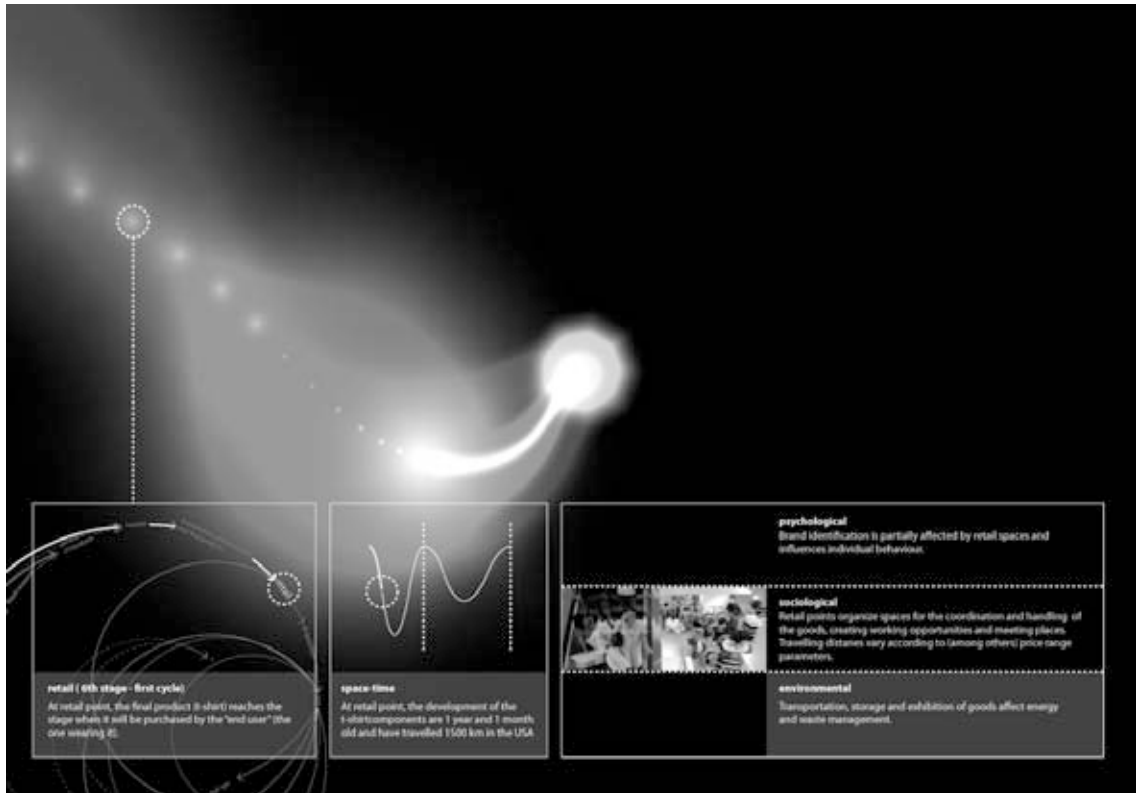 retail ( 6th stage - first cycle)
At retail point, the final product (t-shirt) reaches the
stage when it will be purchased by the "end user" (the
one wearing it).
space-time
At retail point, the development of the
t-shirtcomponents are 1 year and 1 month
old and have travelled 1500 km in the USA
psychological
Brand identification is partially affected by retail spaces and
influences individual behaviour.
sociological
Retail points organize spaces for the coordination and handling of
the goods, creating working opportunities and meeting places.
Travelling distanes vary according to (among others) price range
parameters.
environmental
Transportation, storage and exhibition of goods affect energy
and waste management.